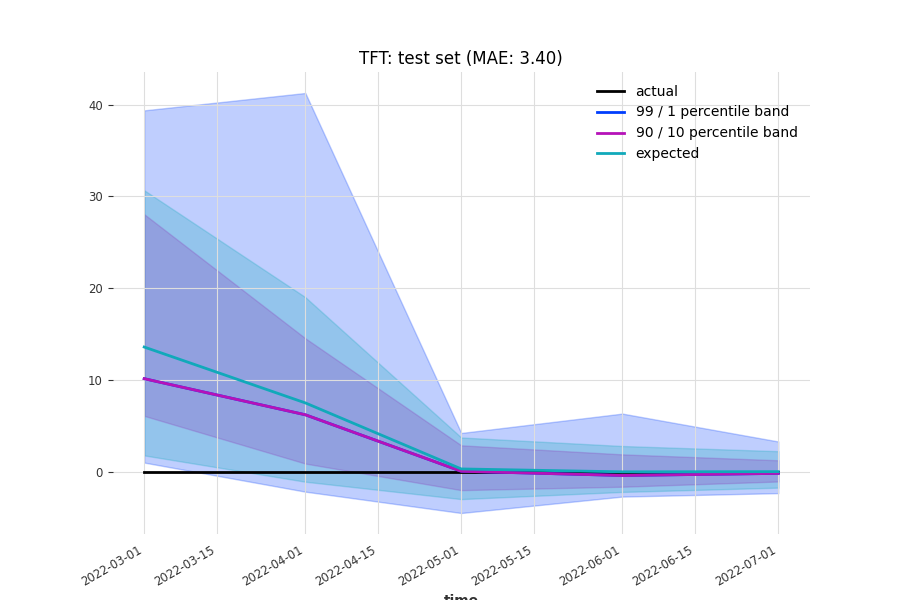 TFT: test set (MAE: 3.40)
actual
99 / 1 percentile band
90 / 10 percentile band
expected
40
30
20
10
0
2022-03-01
2022-03-15
2022-04-01
2022-04-15
2022-05-01
2022-05-15
2022-06-01
2022-06-15
2022-07-01
time